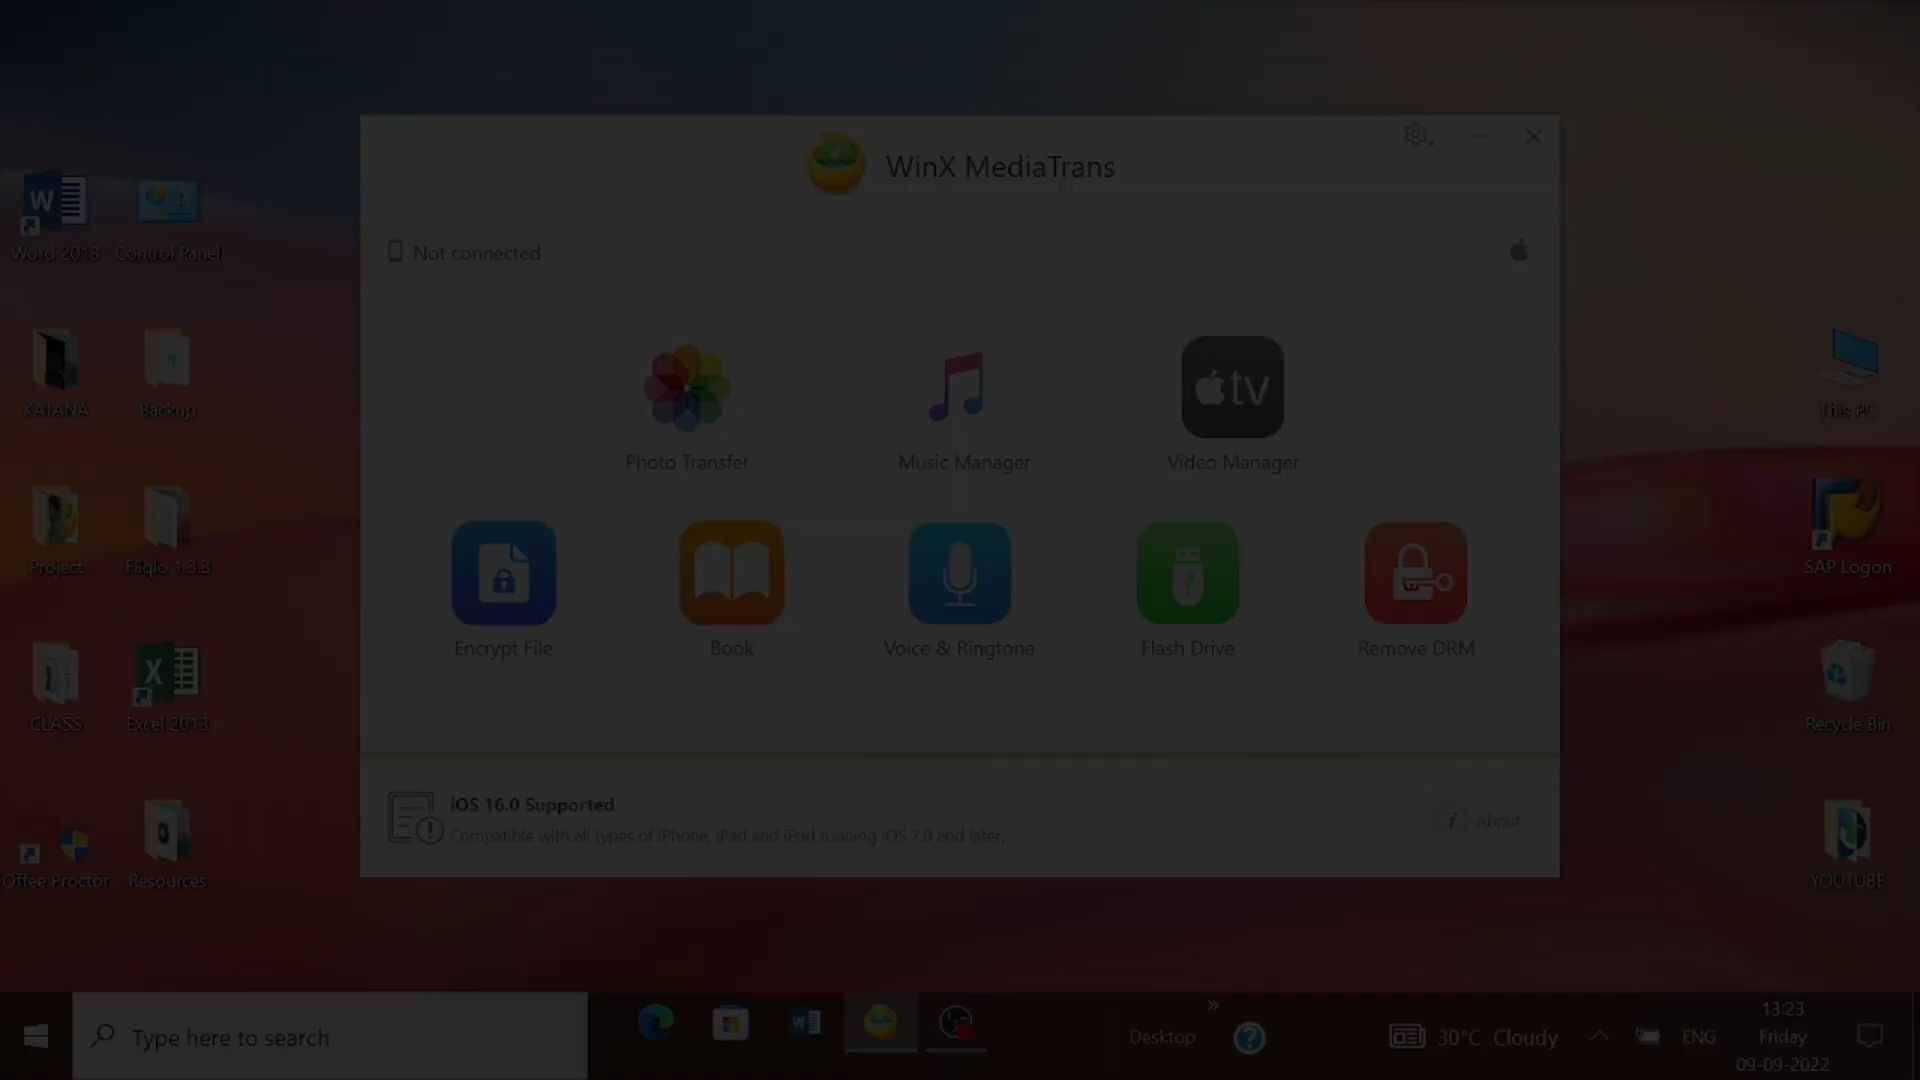 WinX MediaTrans
Not connected
tv
Photo Transfer
Music Manager
Video Manager
Encrypt File
Book
Voice & Ringtone
Flash Drive
Remove DRM
iOS 16.0 Supported
Compatible with all types of iPhone, iPad and iPod running iOS 7.0 and later.
i About
W
Word 2013
Control Panel
KATANA
Backup
Project
Fliqlo 1.3.3
CLASS
X
Excel 2013
Offee Proctor
Resources
This PC
SAP Logon
Recycle Bin
YOUTUBE
Type here to search
W
Desktop
»
?
30°C Cloudy
ENG
13:23
Friday
09-09-2022